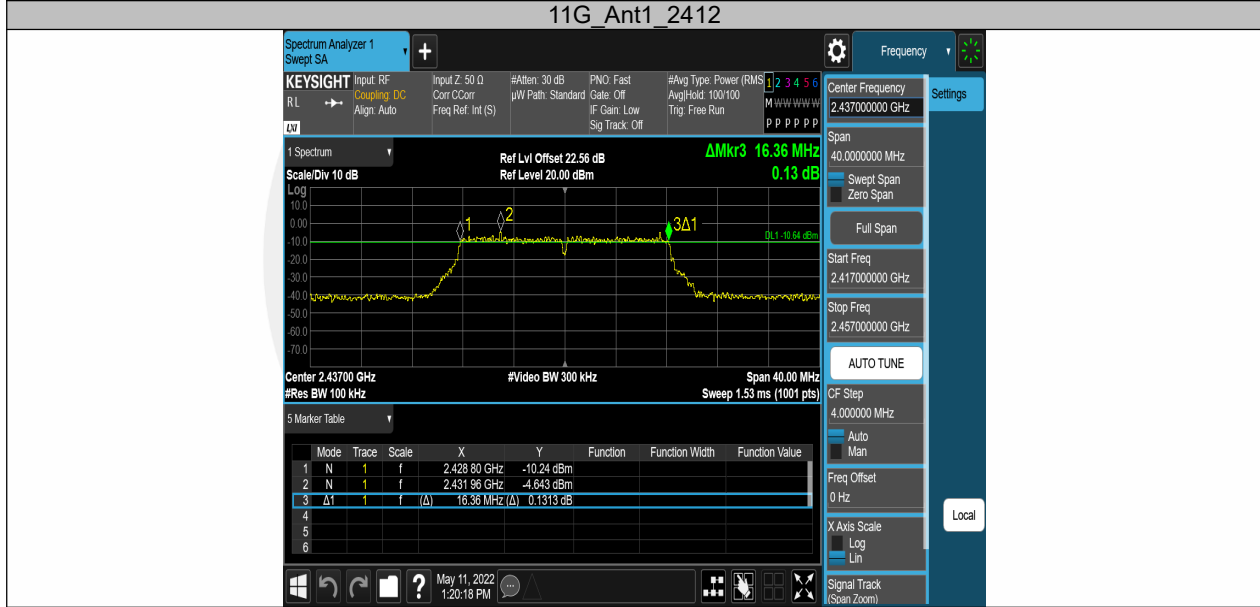 11G_Ant1_2412
Spectrum Analyzer 1
Swept SA
+
Frequency
KEYSIGHT
RL
LXI
Input: RF
Coupling: DC
Align: Auto
Input Z: 50 Ω
Corr CCorr
Freq Ref: Int (S)
#Atten: 30 dB
µW Path: Standard
PNO: Fast
Gate: Off
IF Gain: Low
Sig Track: Off
#Avg Type: Power (RMS
Avg|Hold: 100/100
Trig: Free Run
1 2 3 4 5 6
M W W W W W
P P P P P P
1 Spectrum
Scale/Div 10 dB
Ref Lvl Offset 22.56 dB
Ref Level 20.00 dBm
ΔMkr3 16.36 MHz
0.13 dB
Log
10.0
0.00
-10.0
-20.0
-30.0
-40.0
-50.0
-60.0
-70.0
1
2
3Δ1
DL1 -10.64 dBm
Center 2.43700 GHz
#Video BW 300 kHz
Span 40.00 MHz
#Res BW 100 kHz
Sweep 1.53 ms (1001 pts)
5 Marker Table
Mode Trace Scale X Y Function Function Width Function Value
1 N 1 f 2.428 80 GHz -10.24 dBm
2 N 1 f 2.431 96 GHz -4.643 dBm
3 Δ1 1 f (Δ) 16.36 MHz (Δ) 0.1313 dB
4
5
6
?
May 11, 2022
1:20:18 PM
Center Frequency
2.437000000 GHz
Settings
Span
40.0000000 MHz
Swept Span
Zero Span
Full Span
Start Freq
2.417000000 GHz
Stop Freq
2.457000000 GHz
AUTO TUNE
CF Step
4.000000 MHz
Auto
Man
Freq Offset
0 Hz
X Axis Scale
Log
Lin
Local
Signal Track
(Span Zoom)